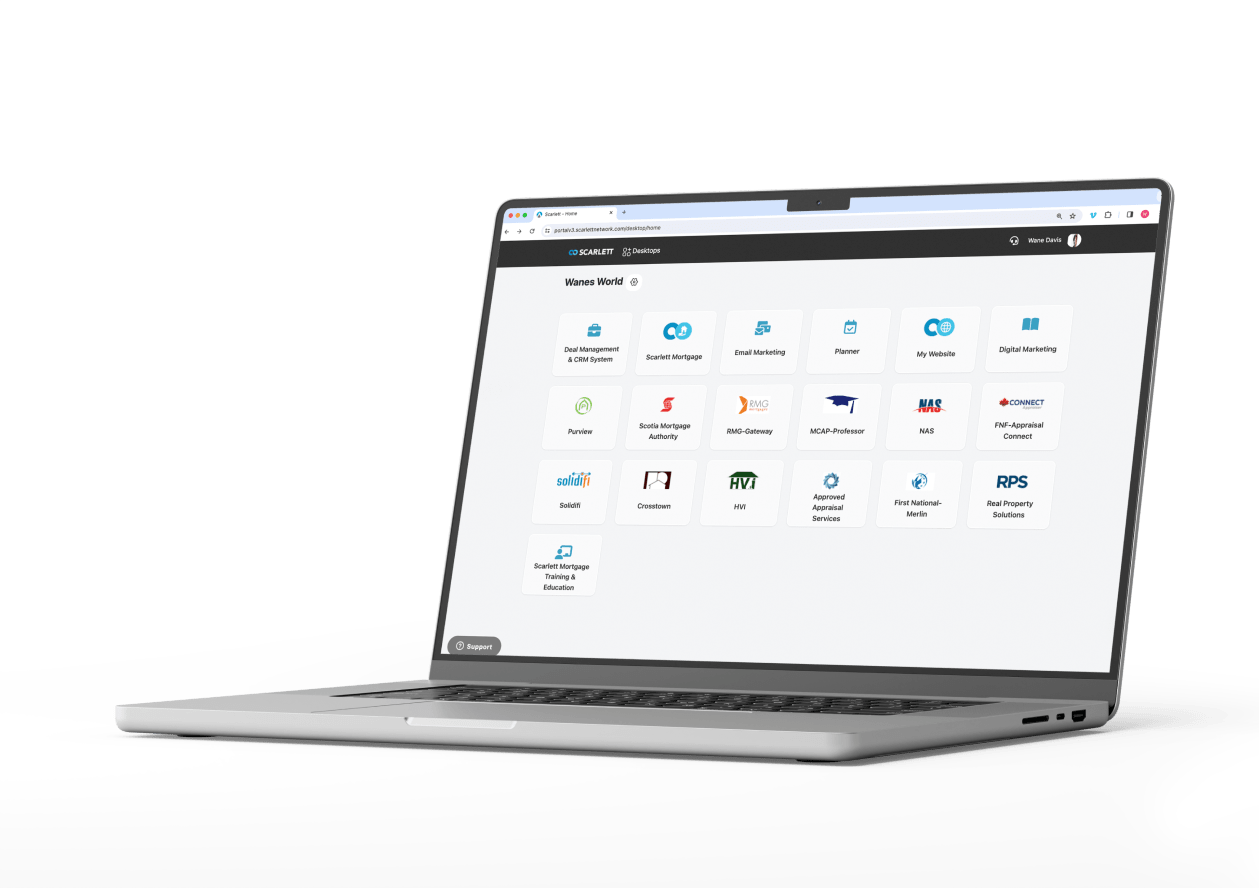 Scarlett - Home
portalv3.scarlettnetwork.com/desktop/home
SCARLETT Desktops
Wane Davis
Wanes World
Deal Management
& CRM System
Scarlett Mortgage
Email Marketing
Planner
My Website
Digital Marketing
Purview
Scotia Mortgage
Authority
RMG
MORTGAGES
RMG-Gateway
MCAP-Professor
NAS
NAS
CONNECT
Appraisal
FNF-Appraisal
Connect
solidifi
Solidifi
Crosstown
HVI
HVI
Approved
Appraisal
Services
First National-
Merlin
RPS
Real Property
Solutions
Scarlett Mortgage
Training &
Education
Support